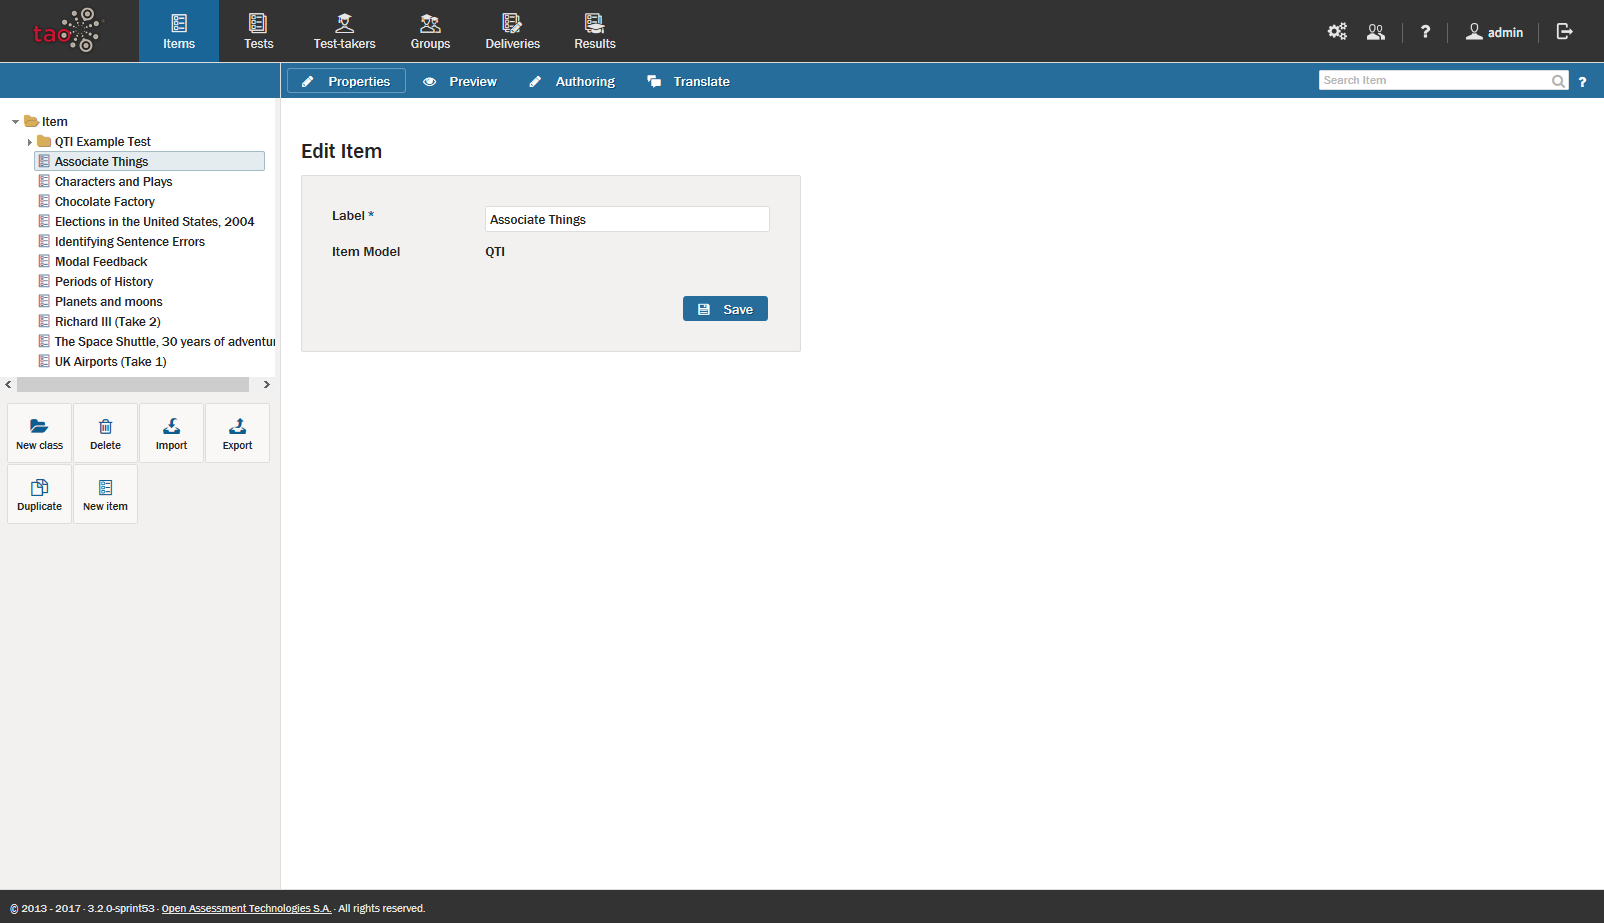 tao
Items
Tests
Test-takers
Groups
Deliveries
Results
?
admin
Properties
Preview
Authoring
Translate
Search Item
?
Item
QTI Example Test
Associate Things
Characters and Plays
Chocolate Factory
Elections in the United States, 2004
Identifying Sentence Errors
Modal Feedback
Periods of History
Planets and moons
Richard III (Take 2)
The Space Shuttle, 30 years of adventu
UK Airports (Take 1)
New class
Delete
Import
Export
Duplicate
New item
Edit Item
Label *
Associate Things
Item Model
QTI
Save
© 2013 - 2017 · 3.2.0-sprint53 · Open Assessment Technologies S.A. · All rights reserved.